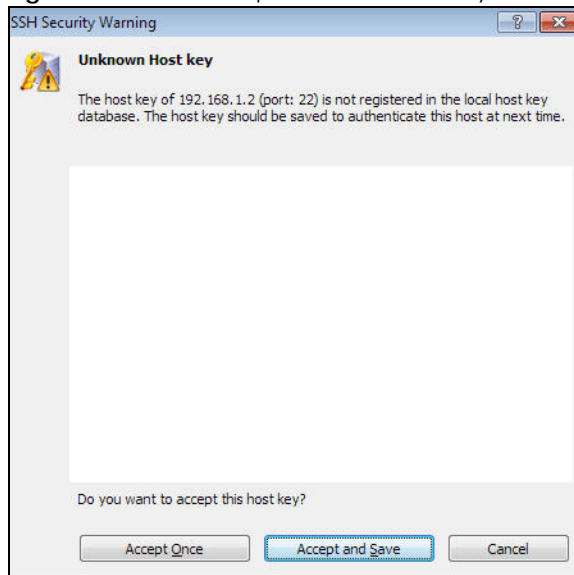 SSH Security Warning
Unknown Host key
The host key of 192.168.1.2 (port: 22) is not registered in the local host key
database. The host key should be saved to authenticate this host at next time.
Do you want to accept this host key?
Accept Once
Accept and Save
Cancel